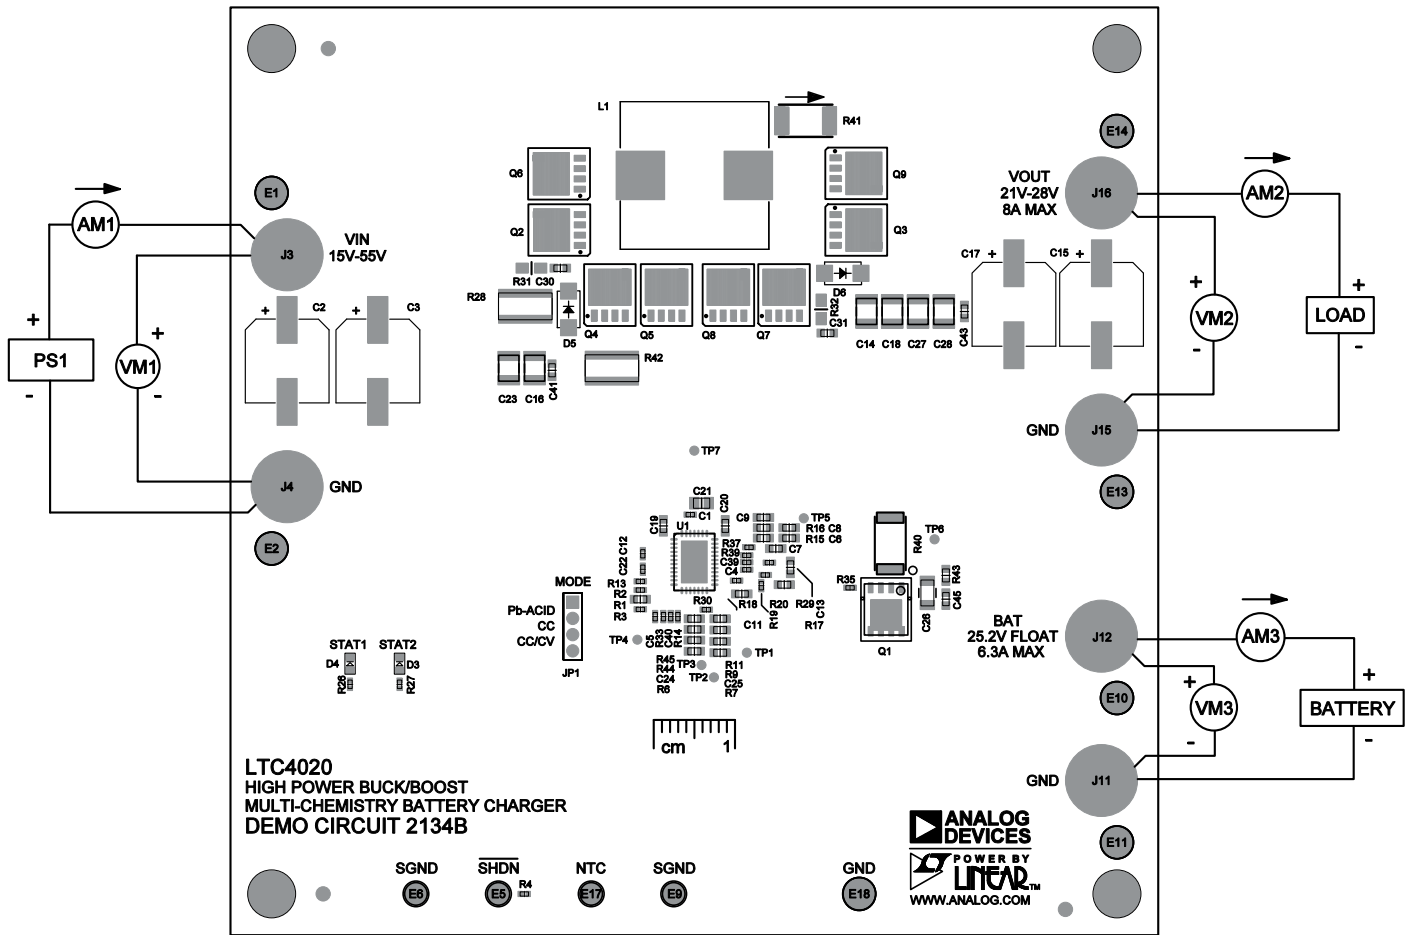 L1
R41
E14
Q6
Q9
VOUT
21V-28V
8A MAX
J16
AM2
E1
AM1
Q2
Q3
VIN
15V-55V
J3
R31 C30
D6
C17 +
C15 +
R28
D5
Q4
Q5
Q8
Q7
R32
C31
+ C2
+ C3
C14 C18 C27 C28
C43
+
VM2
-
+
LOAD
-
+
PS1
-
+
VM1
-
R42
C23 C16
C41
GND
J15
TP7
J4
GND
E13
C21
C20
C1
U1
C19
C9
TP5
R16 C8
R15 C6
C7
TP6
R40
E2
C12
C22
R37
R39
C39
C4
R13
R2
R1
R3
R30
R18
C11
R19
R20
R29
C13
R17
R35
R43
C45
C26
Q1
MODE
Pb-ACID
CC
CC/CV
JP1
C5
R33
C40
R14
TP4
TP1
R45
R44
C24
R6
TP3
TP2
R11
R9
C25
R7
BAT
25.2V FLOAT
6.3A MAX
J12
AM3
STAT1
STAT2
D4
D3
R26
R27
E10
+
VM3
-
+
BATTERY
-
cm 1
GND
J11
LTC4020
HIGH POWER BUCK/BOOST
MULTI-CHEMISTRY BATTERY CHARGER
DEMO CIRCUIT 2134B
ANALOG
DEVICES
E11
POWER BY
LINEAR TM
WWW.ANALOG.COM
SGND
E6
SHDN
E5
R4
NTC
E17
SGND
E9
GND
E18